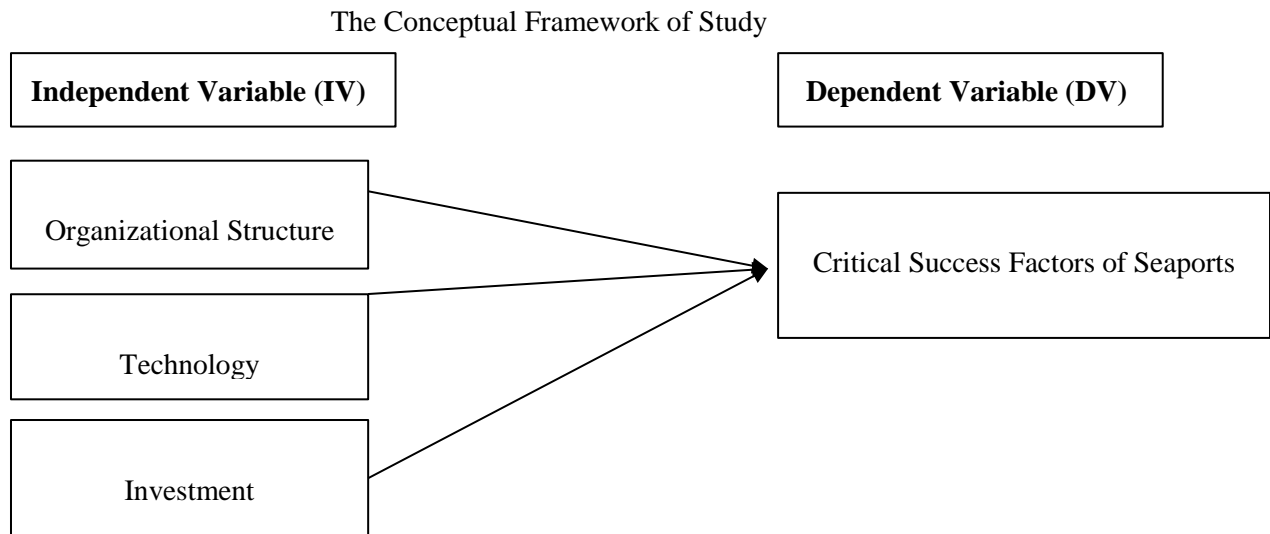 The Conceptual Framework of Study
Independent Variable (IV)
Dependent Variable (DV)
Organizational Structure
Critical Success Factors of Seaports
Technology
Investment